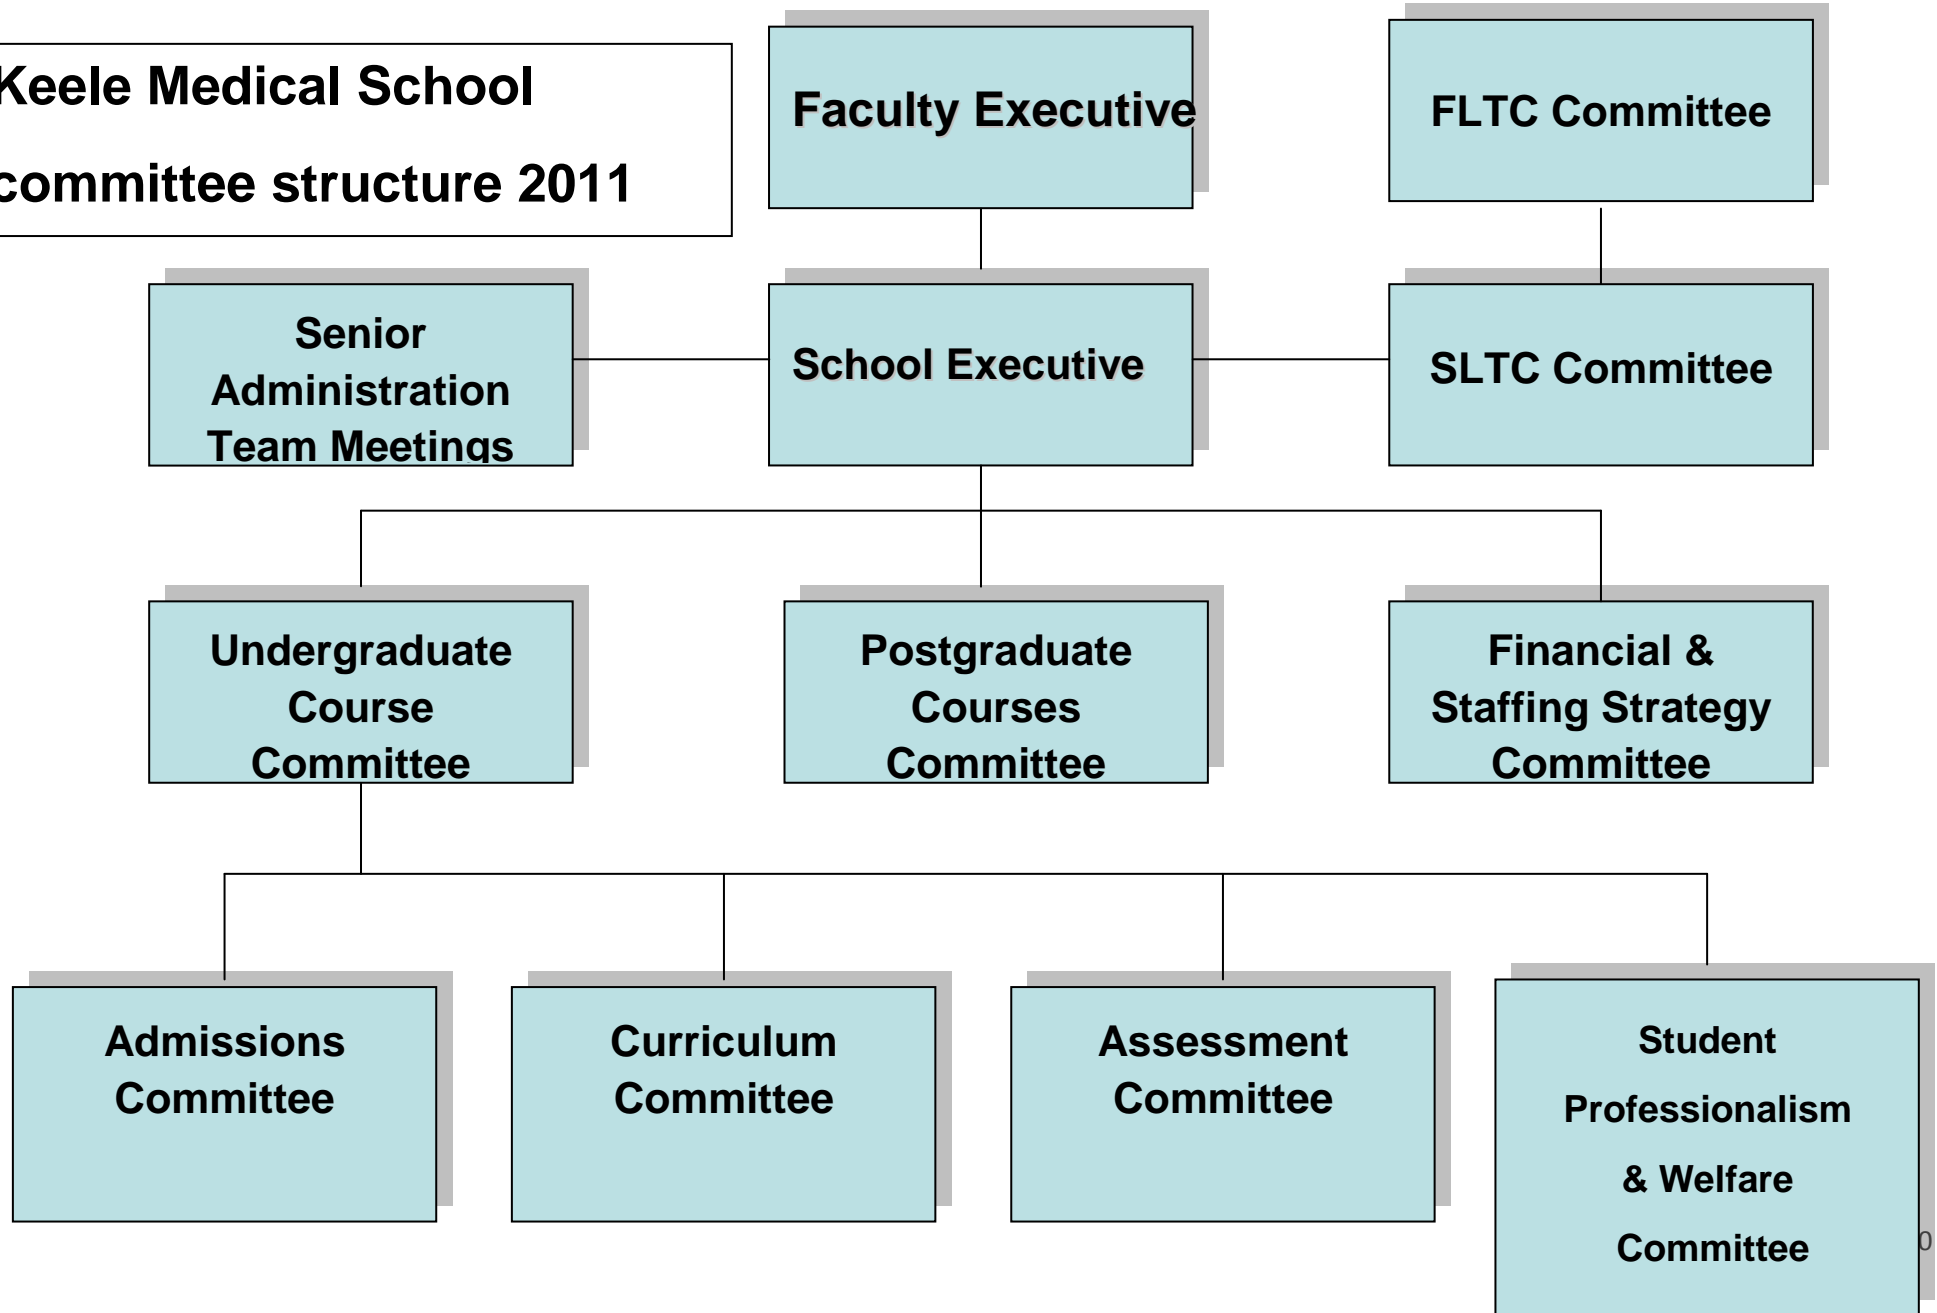 Keele Medical School
committee structure 2011
Faculty Executive
FLTC Committee
Senior
Administration
Team Meetings
School Executive
SLTC Committee
Undergraduate
Course
Committee
Postgraduate
Courses
Committee
Financial &
Staffing Strategy
Committee
Admissions
Committee
Curriculum
Committee
Assessment
Committee
Student
Professionalism
& Welfare
Committee
0